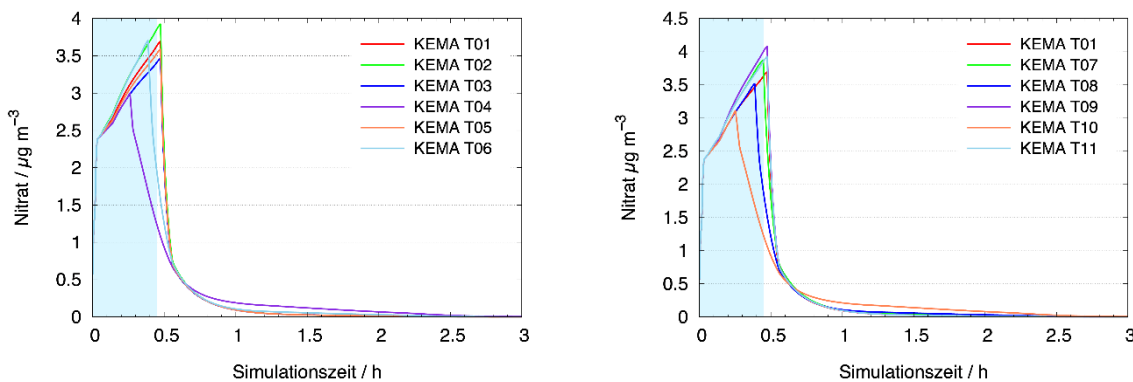 4
3.5
3
2.5
2
1.5
1
0.5
0
0 0.5 1 1.5 2 2.5 3
Nitrat / µg m−3
Simulationszeit / h
KEMA T01
KEMA T02
KEMA T03
KEMA T04
KEMA T05
KEMA T06
4.5
4
3.5
3
2.5
2
1.5
1
0.5
0
0 0.5 1 1.5 2 2.5 3
Nitrat µg m−3
Simulationszeit / h
KEMA T01
KEMA T07
KEMA T08
KEMA T09
KEMA T10
KEMA T11